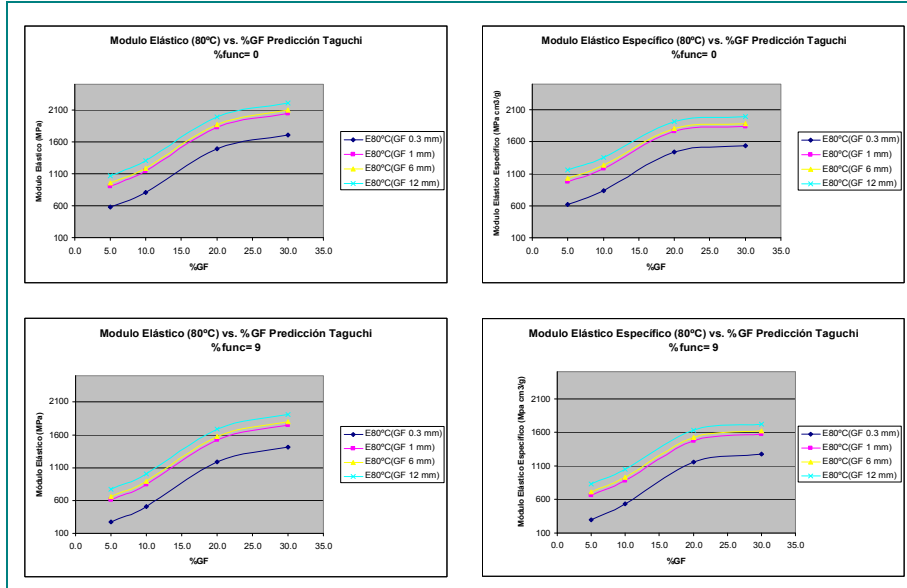 Modulo Elástico (80ºC) vs. %GF Predicción Taguchi
%func= 0
Módulo Elástico (MPa)
2100
1600
1100
600
100
0.0 5.0 10.0 15.0 20.0 25.0 30.0 35.0
%GF
E80ºC(GF 0.3 mm)
E80ºC(GF 1 mm)
E80ºC(GF 6 mm)
E80ºC(GF 12 mm)
Modulo Elástico Específico (80ºC) vs. %GF Predicción Taguchi
%func= 0
Módulo Elástico Específico (MPa cm3/g)
2100
1600
1100
600
100
0.0 5.0 10.0 15.0 20.0 25.0 30.0 35.0
%GF
E80ºC(GF 0.3 mm)
E80ºC(GF 1 mm)
E80ºC(GF 6 mm)
E80ºC(GF 12 mm)
Modulo Elástico (80ºC) vs. %GF Predicción Taguchi
%func= 9
Módulo Elástico (MPa)
2100
1600
1100
600
100
0.0 5.0 10.0 15.0 20.0 25.0 30.0 35.0
%GF
E80ºC(GF 0.3 mm)
E80ºC(GF 1 mm)
E80ºC(GF 6 mm)
E80ºC(GF 12 mm)
Modulo Elástico Específico (80ºC) vs. %GF Predicción Taguchi
%func= 9
Módulo Elástico Específico (Mpa cm3/g)
2100
1600
1100
600
100
0.0 5.0 10.0 15.0 20.0 25.0 30.0 35.0
%GF
E80ºC(GF 0.3 mm)
E80ºC(GF 1 mm)
E80ºC(GF 6 mm)
E80ºC(GF 12 mm)